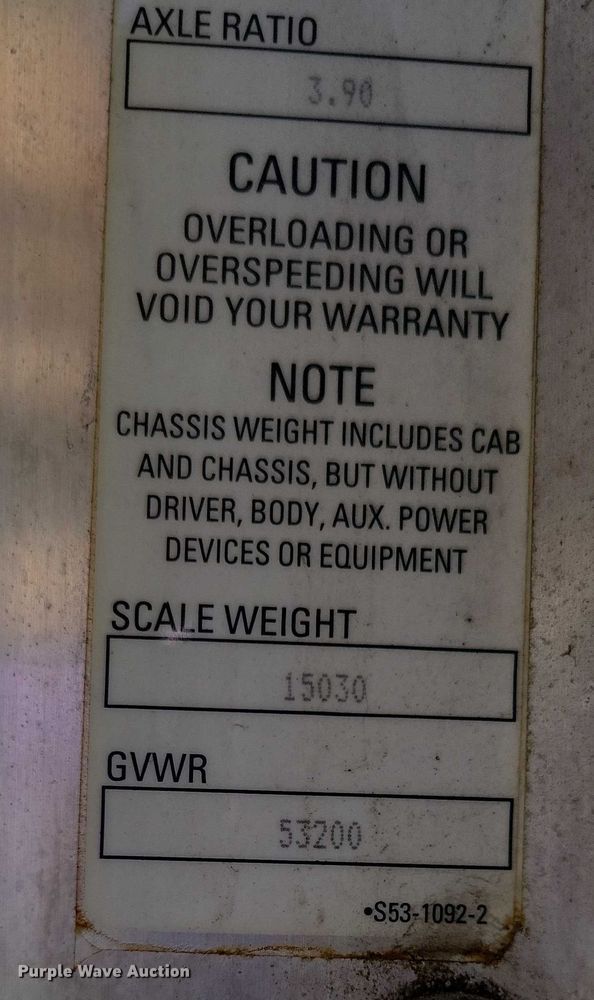 AXLE RATIO
3.90
CAUTION
OVERLOADING OR
OVERSPEEDING WILL
VOID YOUR WARRANTY
NOTE
CHASSIS WEIGHT INCLUDES CAB
AND CHASSIS, BUT WITHOUT
DRIVER, BODY, AUX. POWER
DEVICES OR EQUIPMENT
SCALE WEIGHT
15030
GVWR
53200
•S53-1092-2
Purple Wave Auction